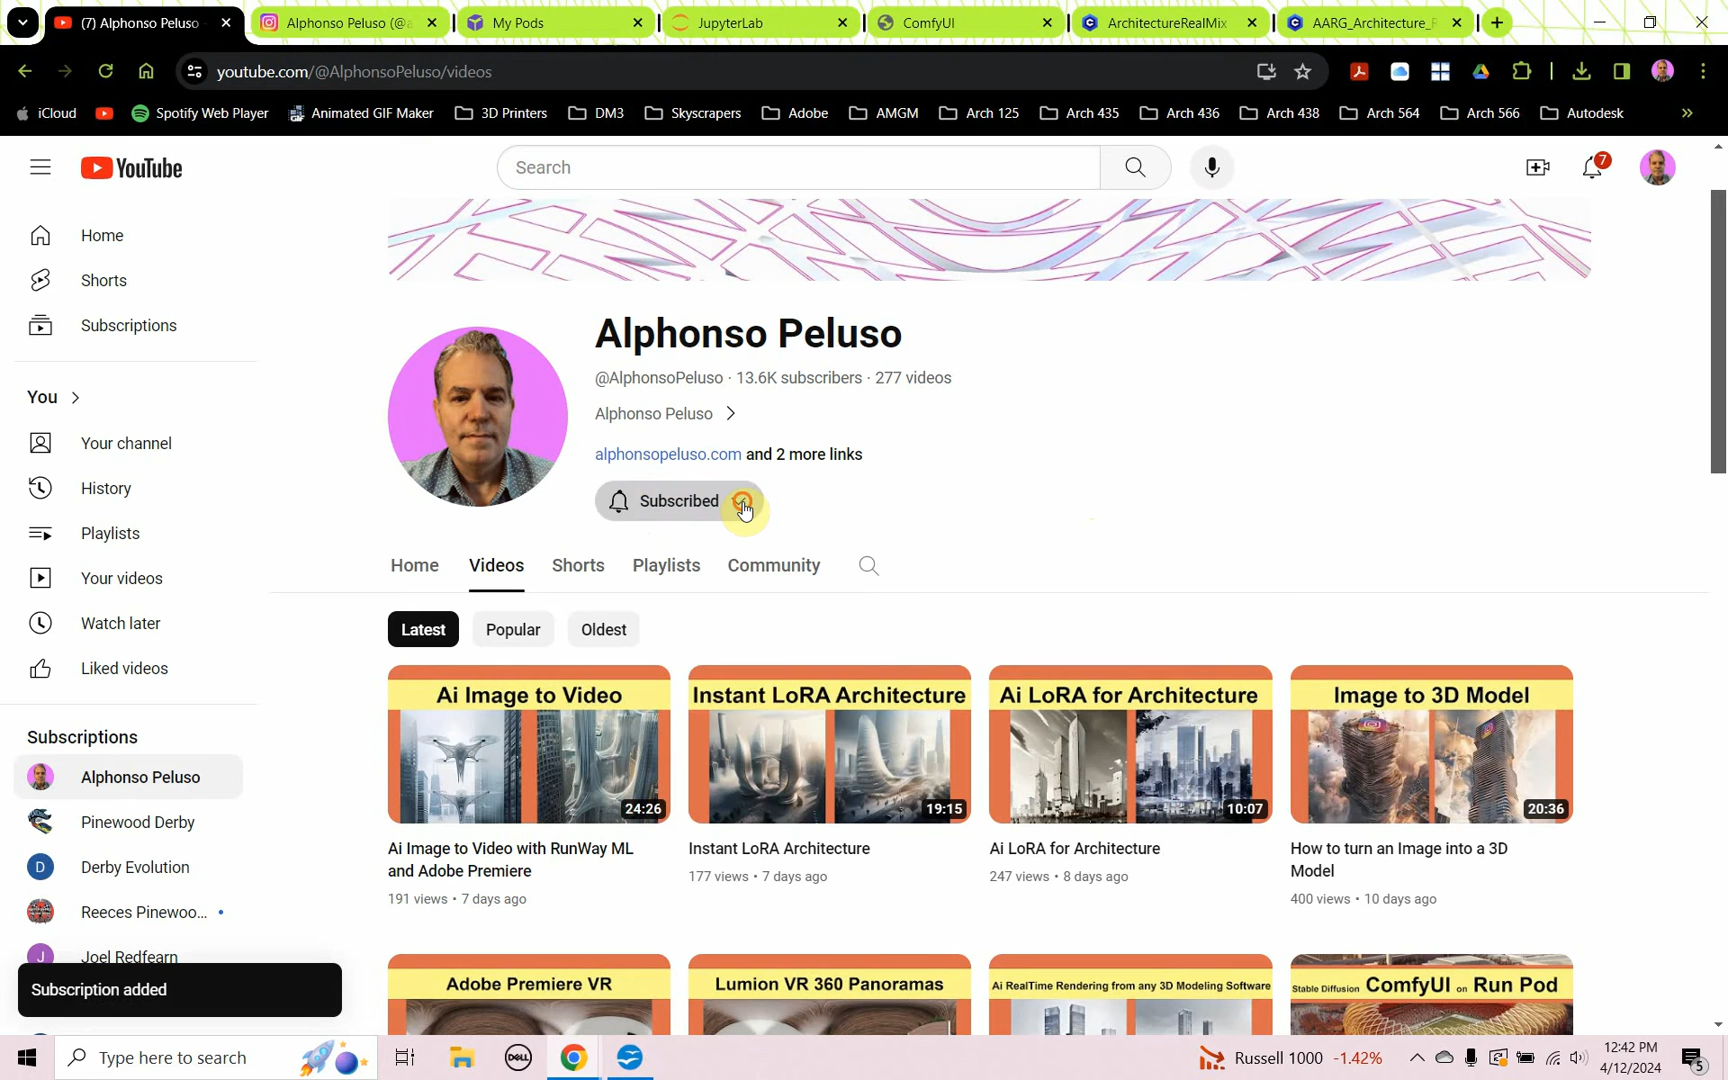 (7) Alphonso Peluso
Alphonso Peluso (@a
My Pods
JupyterLab
ComfyUI
ArchitectureRealMix
AARG_Architecture_R
youtube.com/@AlphonsoPeluso/videos
iCloud
Spotify Web Player
Animated GIF Maker
3D Printers
DM3
Skyscrapers
Adobe
AMGM
Arch 125
Arch 435
Arch 436
Arch 438
Arch 564
Arch 566
Autodesk
YouTube
Search
7
Home
Shorts
Subscriptions
You
Your channel
History
Playlists
Your videos
Watch later
Liked videos
Subscriptions
Alphonso Peluso
Pinewood Derby
D
Derby Evolution
Reeces Pinewoo...
J
Joel Redfearn
Subscription added
Alphonso Peluso
@AlphonsoPeluso · 13.6K subscribers · 277 videos
Alphonso Peluso
alphonsopeluso.com and 2 more links
Subscribed
Home
Videos
Shorts
Playlists
Community
Latest
Popular
Oldest
Ai Image to Video
24:26
Ai Image to Video with RunWay ML
and Adobe Premiere
191 views • 7 days ago
Instant LoRA Architecture
19:15
Instant LoRA Architecture
177 views • 7 days ago
Ai LoRA for Architecture
10:07
Ai LoRA for Architecture
247 views • 8 days ago
Image to 3D Model
20:36
How to turn an Image into a 3D
Model
400 views • 10 days ago
Adobe Premiere VR
Lumion VR 360 Panoramas
Ai RealTime Rendering from any 3D Modeling Software
Stable Diffusion ComfyUI on Run Pod
Type here to search
DELL
Russell 1000 -1.42%
12:42 PM
4/12/2024
5